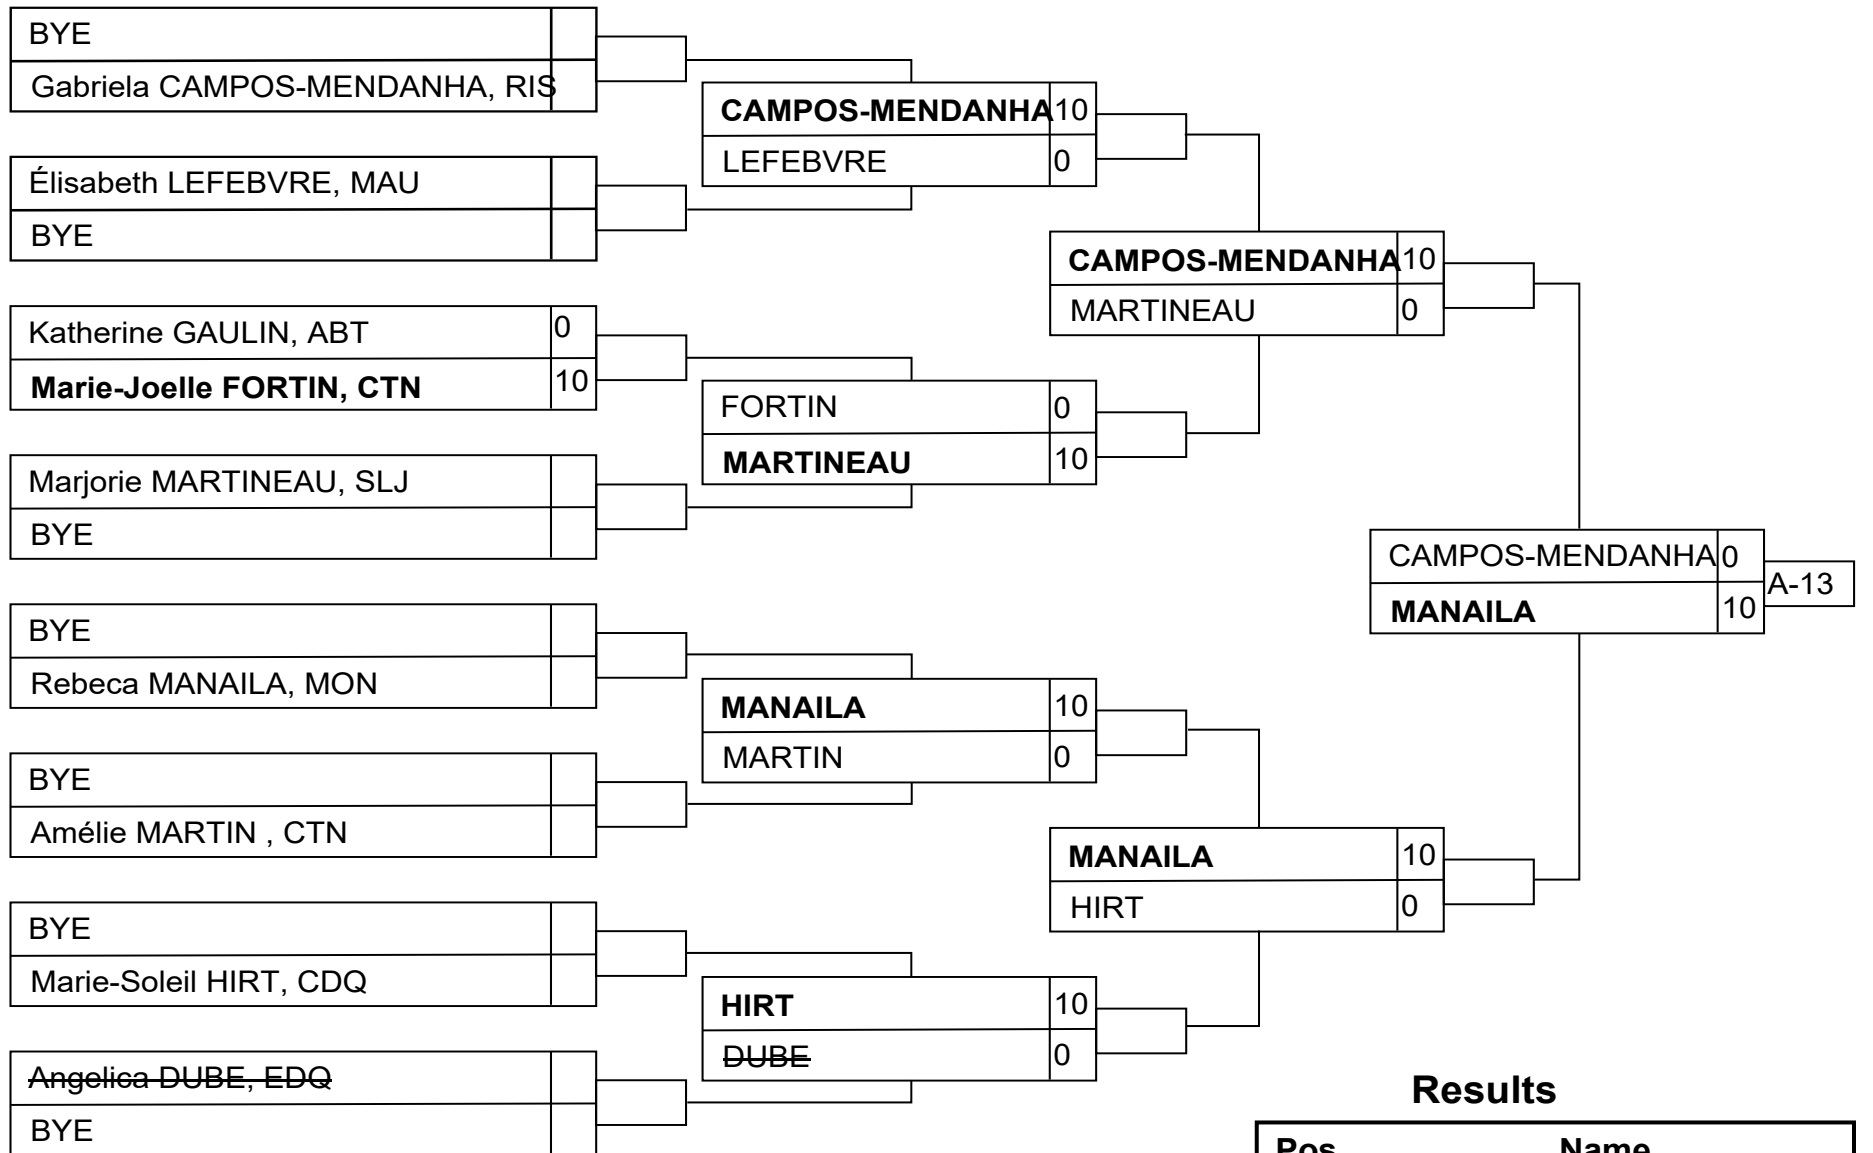 BYE
Gabriela CAMPOS-MENDANHA, RIS
Élisabeth LEFEBVRE, MAU
BYE
Katherine GAULIN, ABT 0
Marie-Joelle FORTIN, CTN 10
Marjorie MARTINEAU, SLJ
BYE
BYE
Rebeca MANAILA, MON
BYE
Amélie MARTIN , CTN
BYE
Marie-Soleil HIRT, CDQ
Angelica DUBE, EDQ
BYE
CAMPOS-MENDANHA 10
LEFEBVRE 0
FORTIN 0
MARTINEAU 10
MANAILA 10
MARTIN 0
HIRT 10
DUBE 0
CAMPOS-MENDANHA 10
MARTINEAU 0
MANAILA 10
HIRT 0
CAMPOS-MENDANHA 0
MANAILA 10
A-13
Results
Pos Name